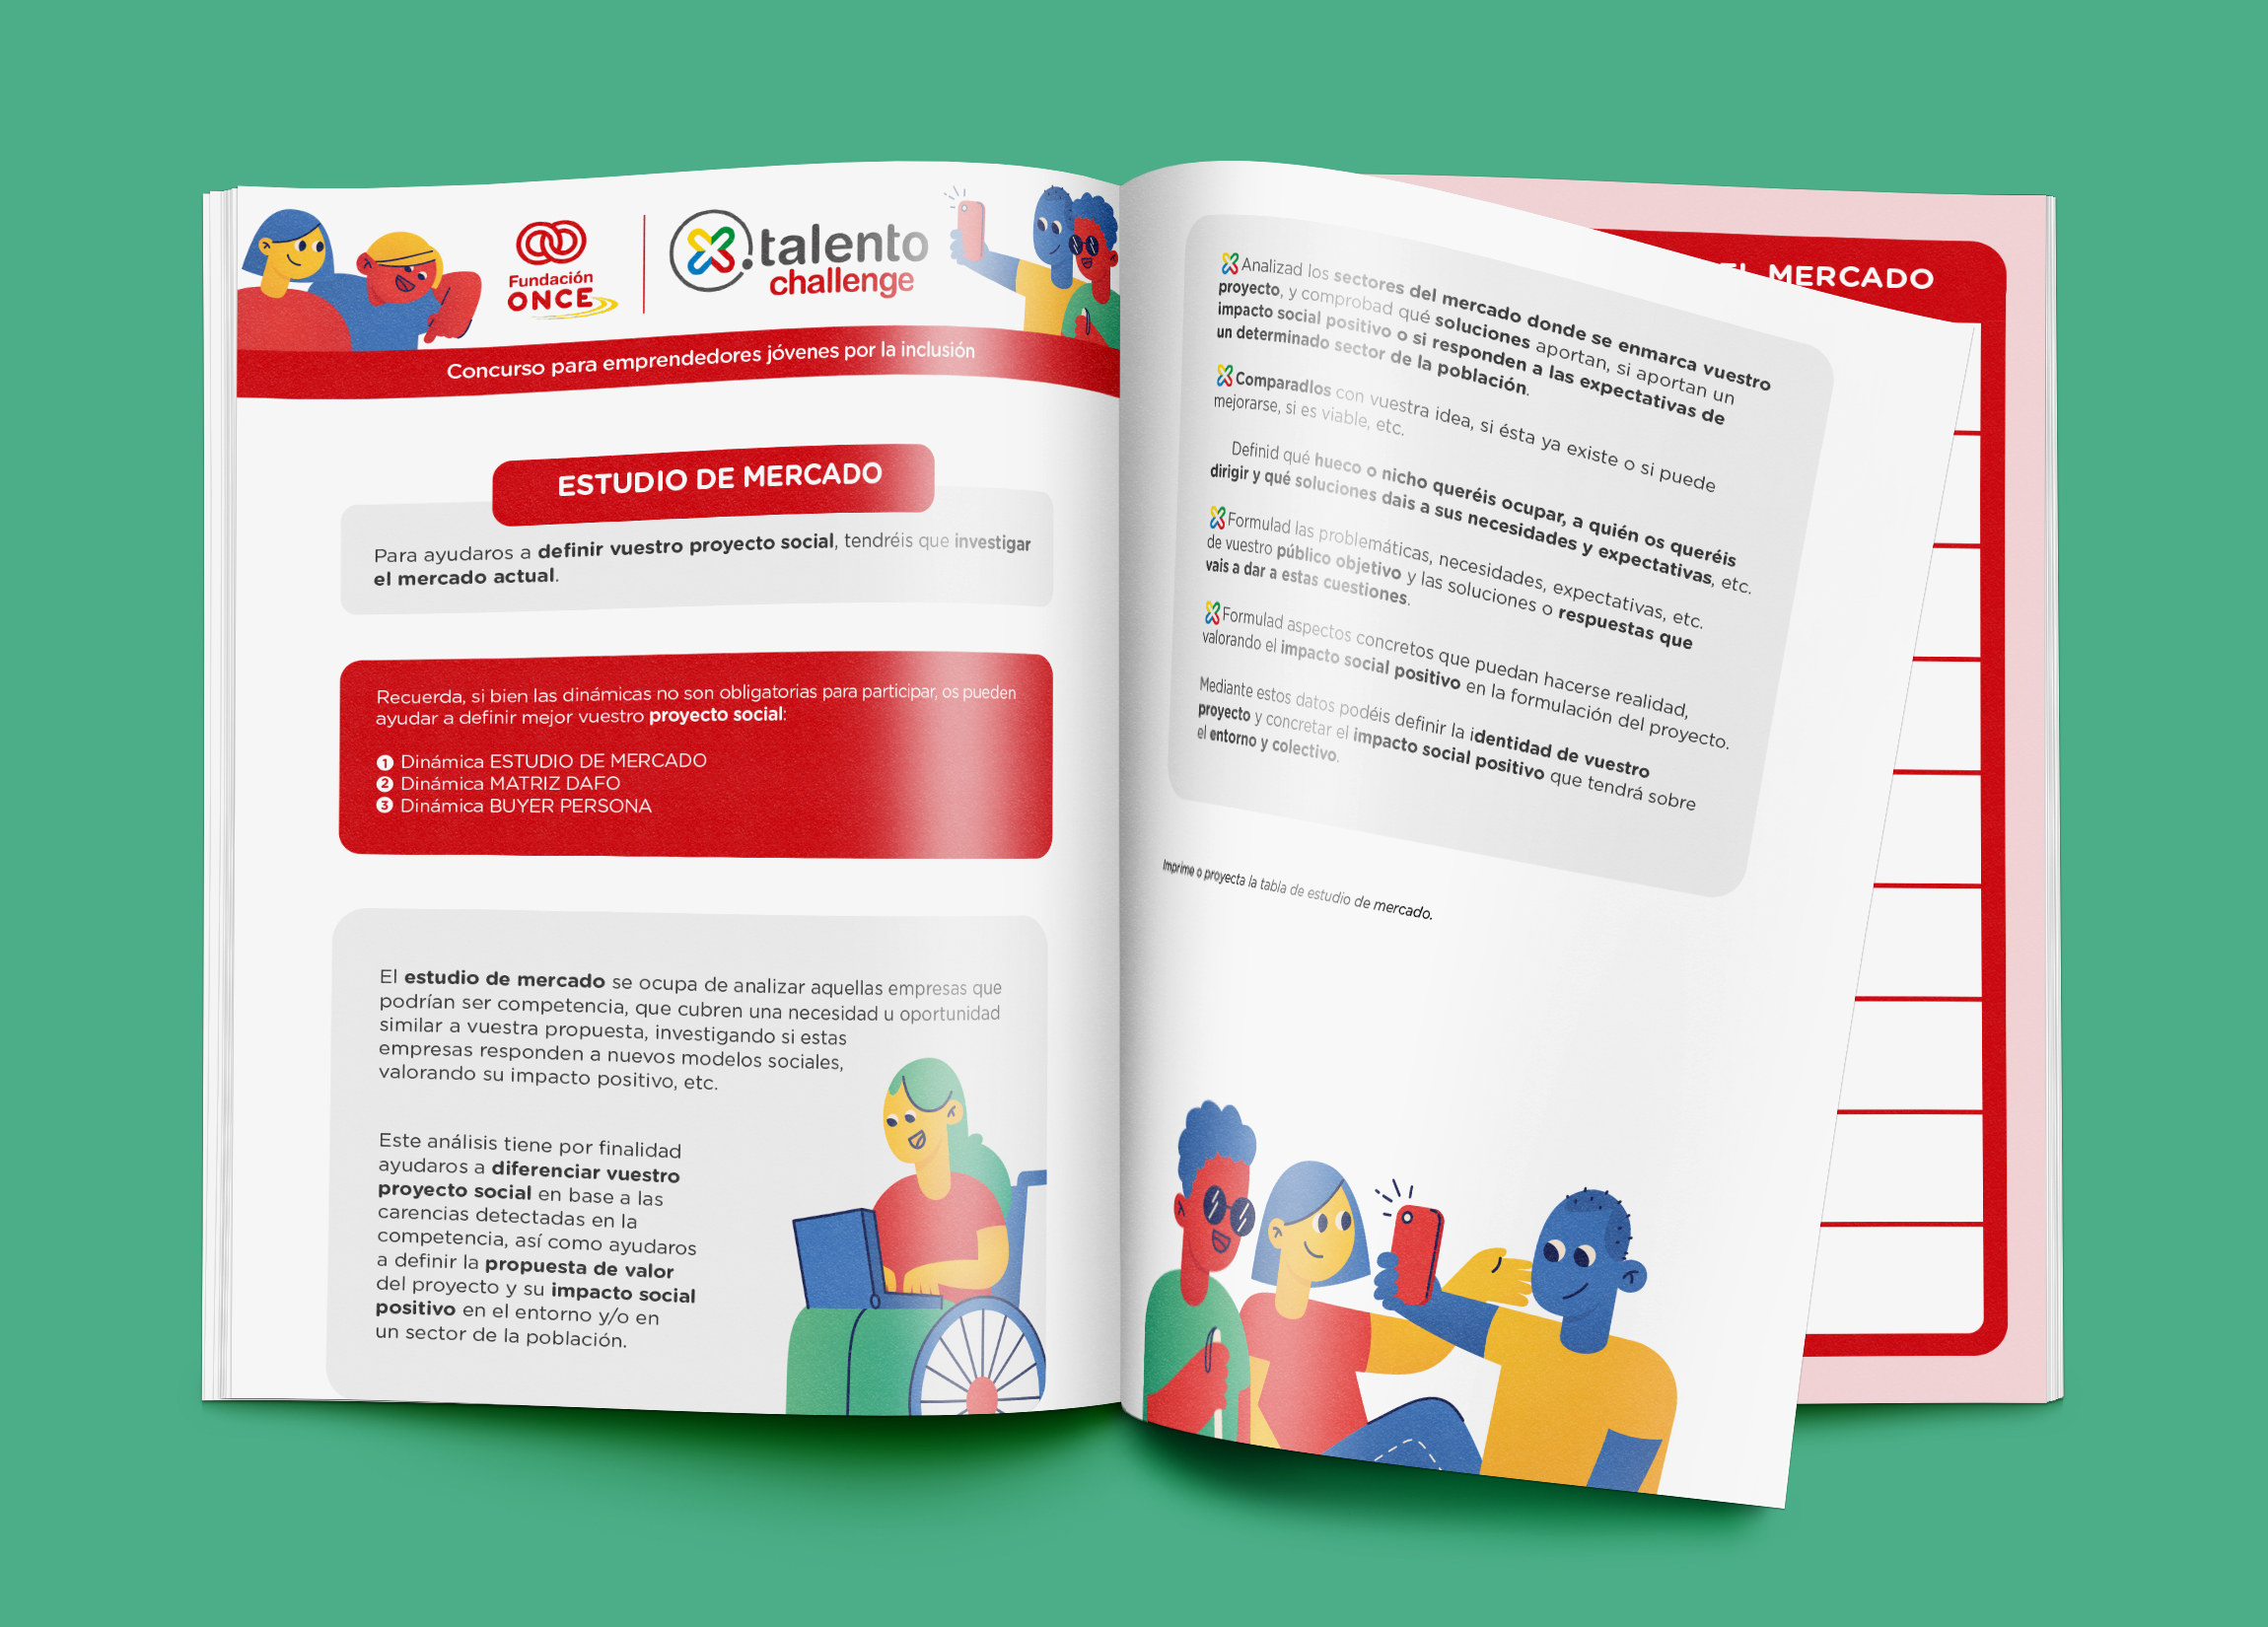 Fundación
ONCE
.talento
challenge
Concurso para emprendedores jóvenes por la inclusión
ESTUDIO DE MERCADO
Para ayudaros a definir vuestro proyecto social, tendréis que investigar
el mercado actual.
Recuerda, si bien las dinámicas no son obligatorias para participar, os pueden
ayudar a definir mejor vuestro proyecto social:
1 Dinámica ESTUDIO DE MERCADO
2 Dinámica MATRIZ DAFO
3 Dinámica BUYER PERSONA
El estudio de mercado se ocupa de analizar aquellas empresas que
podrían ser competencia, que cubren una necesidad u oportunidad
similar a vuestra propuesta, investigando si estas
empresas responden a nuevos modelos sociales,
valorando su impacto positivo, etc.
Este análisis tiene por finalidad
ayudaros a diferenciar vuestro
proyecto social en base a las
carencias detectadas en la
competencia, así como ayudaros
a definir la propuesta de valor
del proyecto y su impacto social
positivo en el entorno y/o en
un sector de la población.
Analizad los sectores del mercado donde se enmarca vuestro
proyecto, y comprobad qué soluciones aportan, si aportan un
impacto social positivo o si responden a las expectativas de
un determinado sector de la población.
Comparadlos con vuestra idea, si ésta ya existe o si puede
mejorarse, si es viable, etc.
Definid qué hueco o nicho queréis ocupar, a quién os queréis
dirigir y qué soluciones dais a sus necesidades y expectativas, etc.
Formulad las problemáticas, necesidades, expectativas, etc.
de vuestro público objetivo y las soluciones o respuestas que
vais a dar a estas cuestiones.
Formulad aspectos concretos que puedan hacerse realidad,
valorando el impacto social positivo en la formulación del proyecto.
Mediante estos datos podéis definir la identidad de vuestro
proyecto y concretar el impacto social positivo que tendrá sobre
el entorno y colectivo.
Imprime o proyecta la tabla de estudio de mercado.
MERCADO